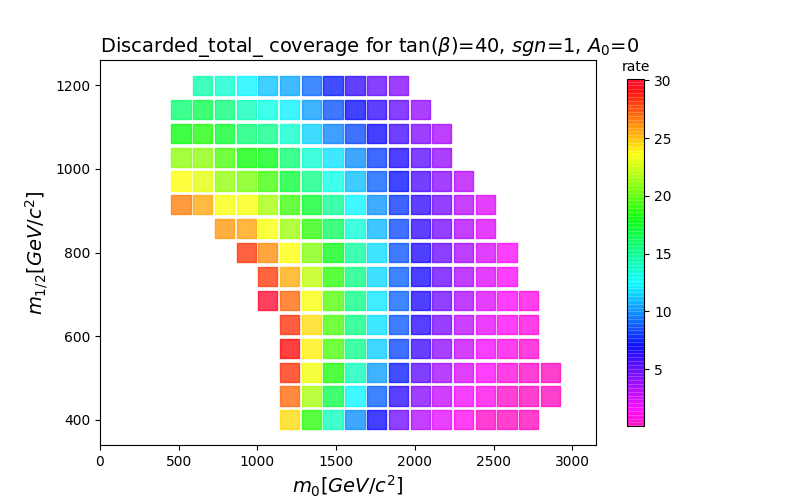 Discarded_total_ coverage for tan(β)=40, sgn=1, A₀=0
rate
30
25
20
15
10
5
1200
1000
800
600
400
m₁/₂[GeV/c²]
0 500 1000 1500 2000 2500 3000
m₀[GeV/c²]